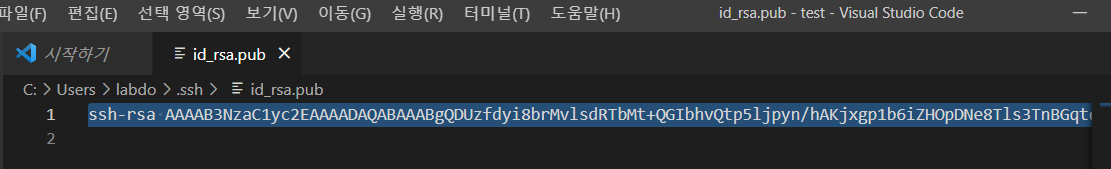 파일(F) 편집(E) 선택 영역(S) 보기(V) 이동(G) 실행(R) 터미널(T) 도움말(H) id_rsa.pub - test - Visual Studio Code
시작하기 id_rsa.pub
C: > Users > labdo > .ssh > id_rsa.pub
1 ssh-rsa AAAAB3NzaC1yc2EAAAADAQABAAABgQDUzfdyi8brMvlsdRTbMt+QGIbhvQtp5ljpyn/hAKjxgp1b6iZHOpDNe8Tls3TnBGqt
2